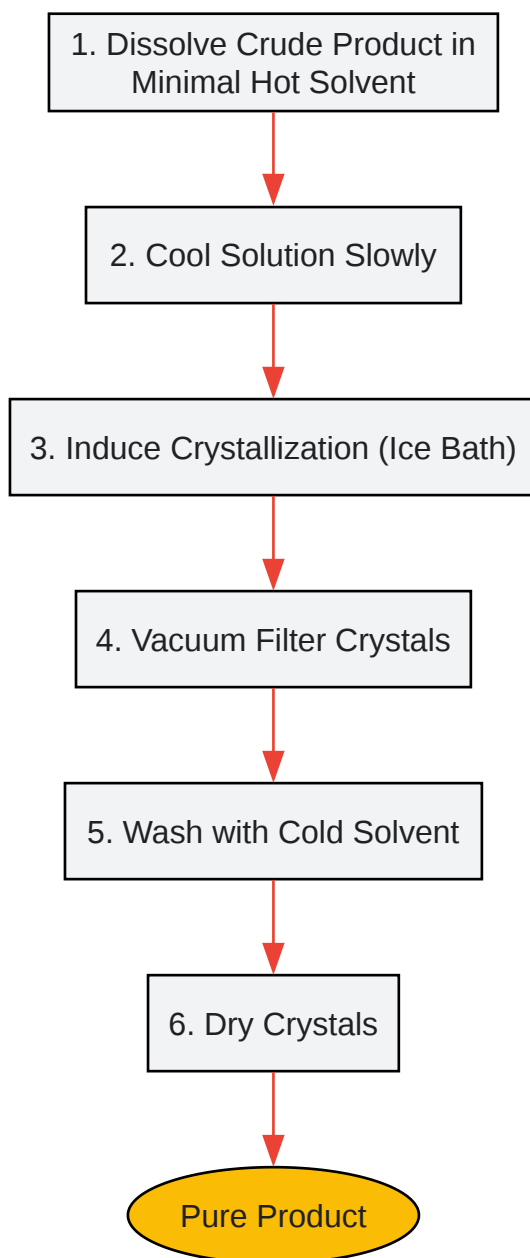 1. Dissolve Crude Product in
Minimal Hot Solvent
2. Cool Solution Slowly
3. Induce Crystallization (Ice Bath)
4. Vacuum Filter Crystals
5. Wash with Cold Solvent
6. Dry Crystals
Pure Product